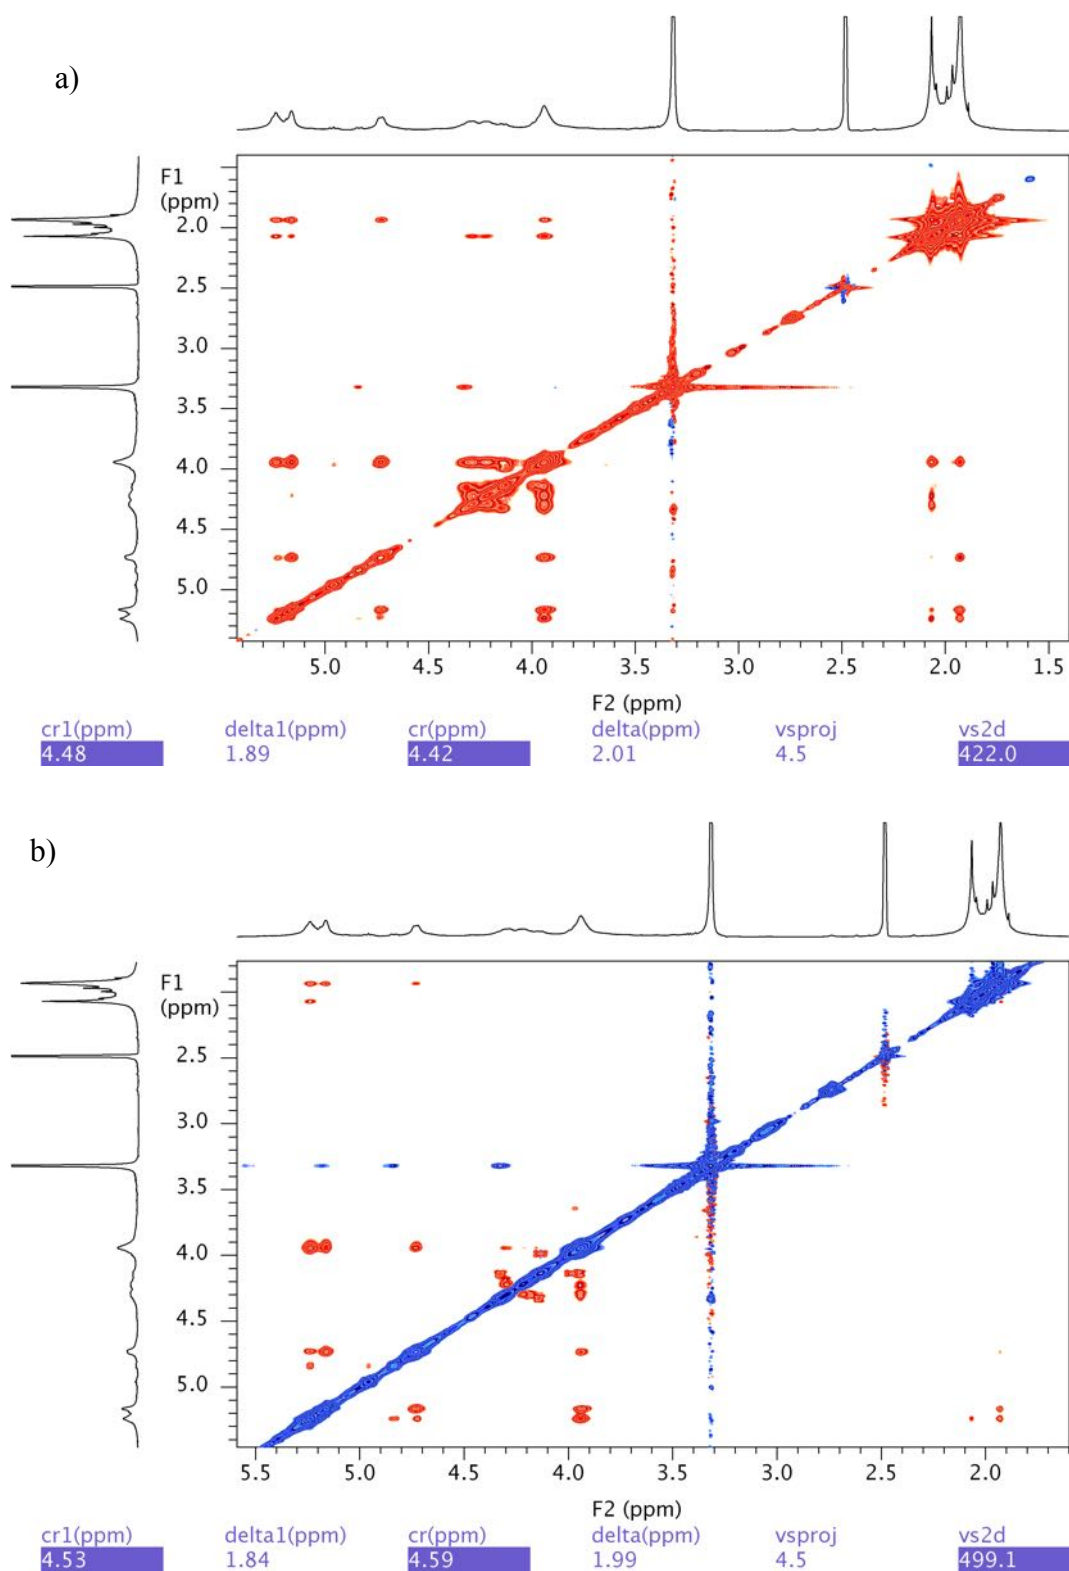 a)
F1
(ppm)
2.0
2.5
3.0
3.5
4.0
4.5
5.0
5.0 4.5 4.0 3.5 3.0 2.5 2.0 1.5
F2 (ppm)
cr1(ppm) delta1(ppm) cr(ppm) delta(ppm) vsproj vs2d
4.48 1.89 4.42 2.01 4.5 422.0
b)
F1
(ppm)
2.5
3.0
3.5
4.0
4.5
5.0
5.5 5.0 4.5 4.0 3.5 3.0 2.5 2.0
F2 (ppm)
cr1(ppm) delta1(ppm) cr(ppm) delta(ppm) vsproj vs2d
4.53 1.84 4.59 1.99 4.5 499.1